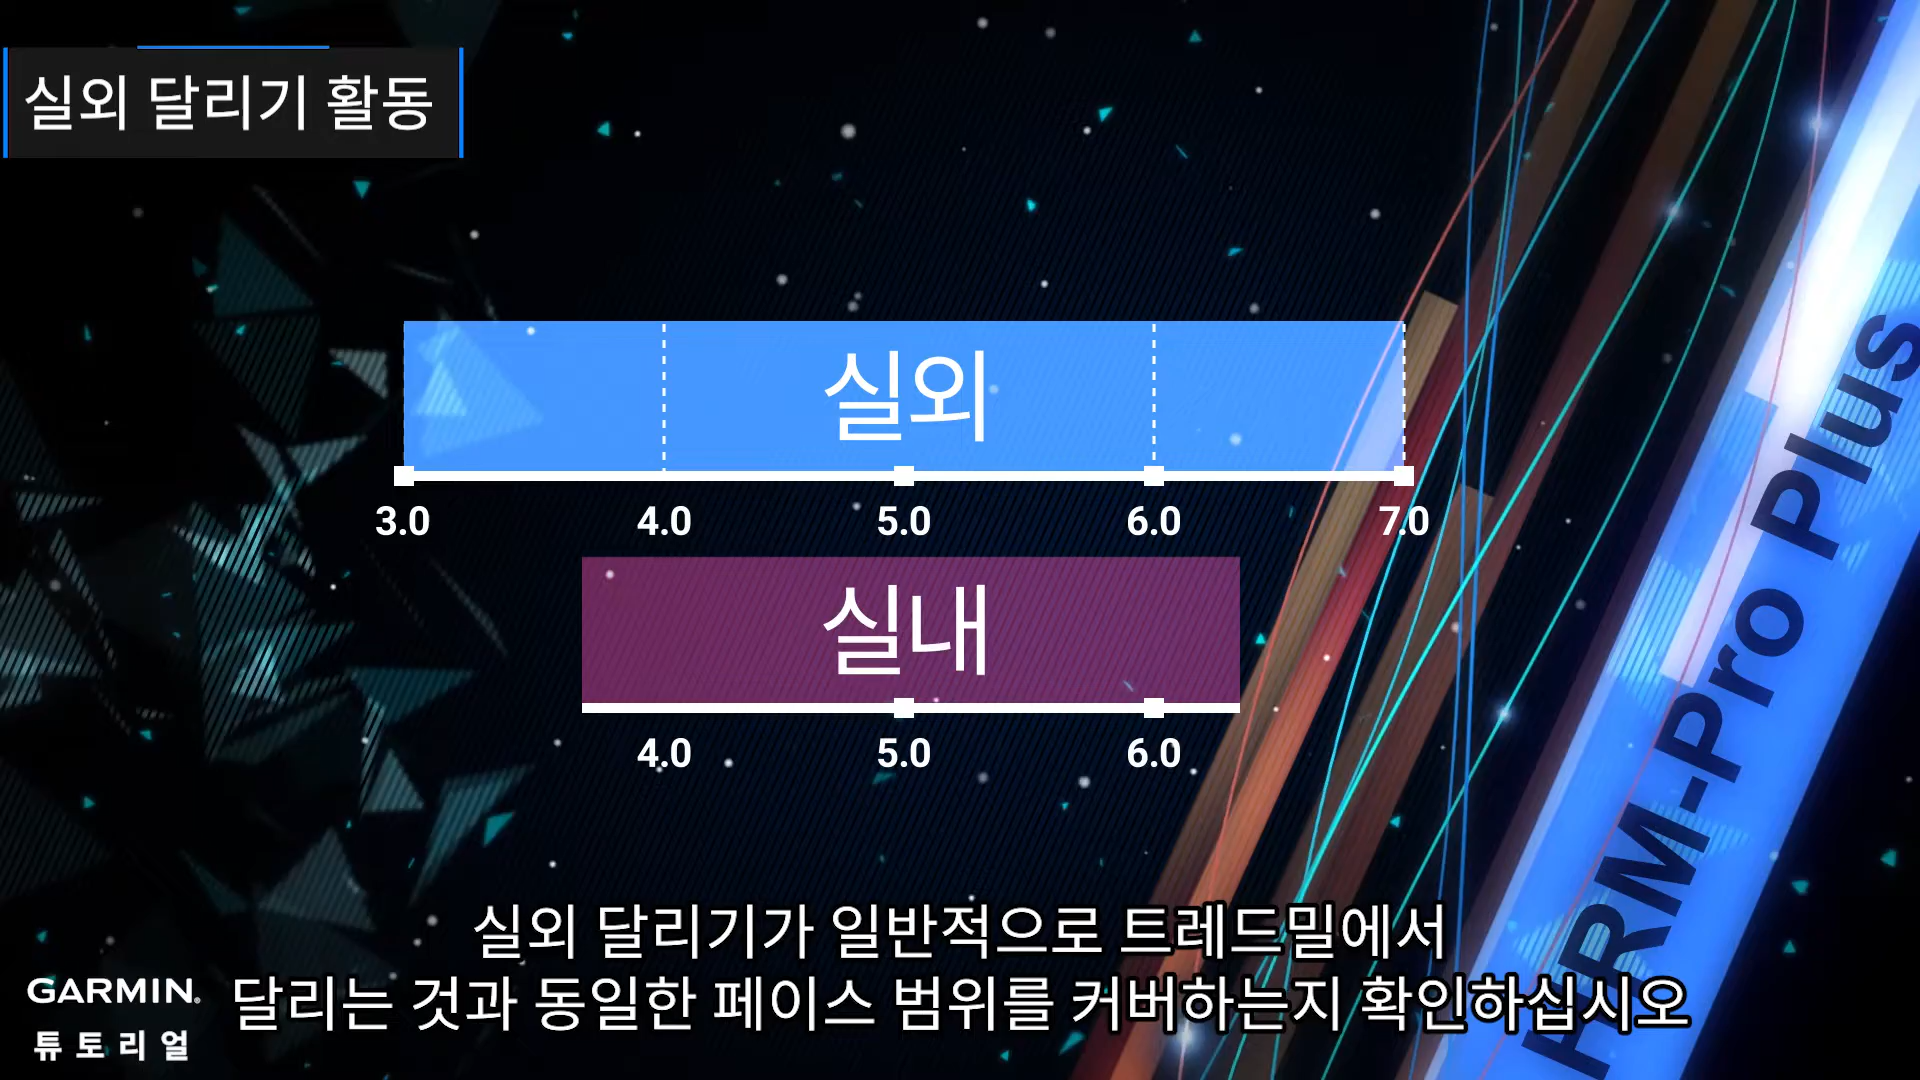 실외 달리기 활동
실외
3.0 4.0 5.0 6.0 7.0
실내
4.0 5.0 6.0
HRM-Pro Plus
실외 달리기가 일반적으로 트레드밀에서
달리는 것과 동일한 페이스 범위를 커버하는지 확인하십시오
GARMIN®
튜토리얼